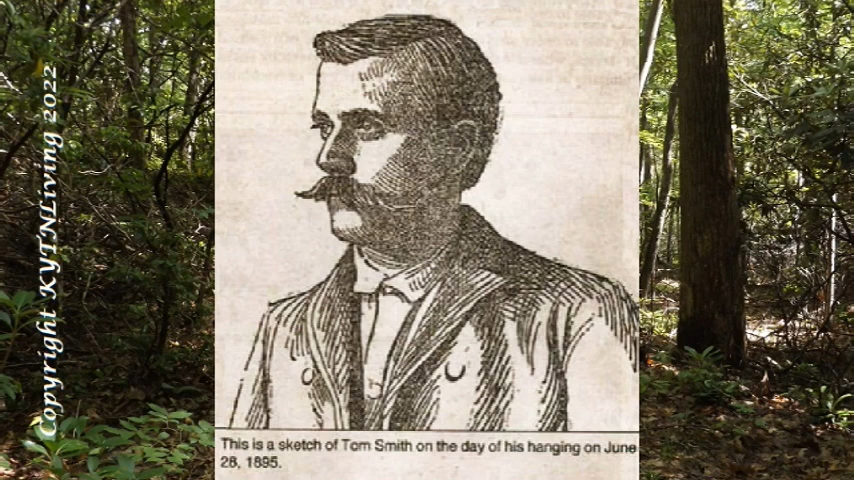 Copyright KYTNLiving 2022
This is a sketch of Tom Smith on the day of his hanging on June
28, 1895.